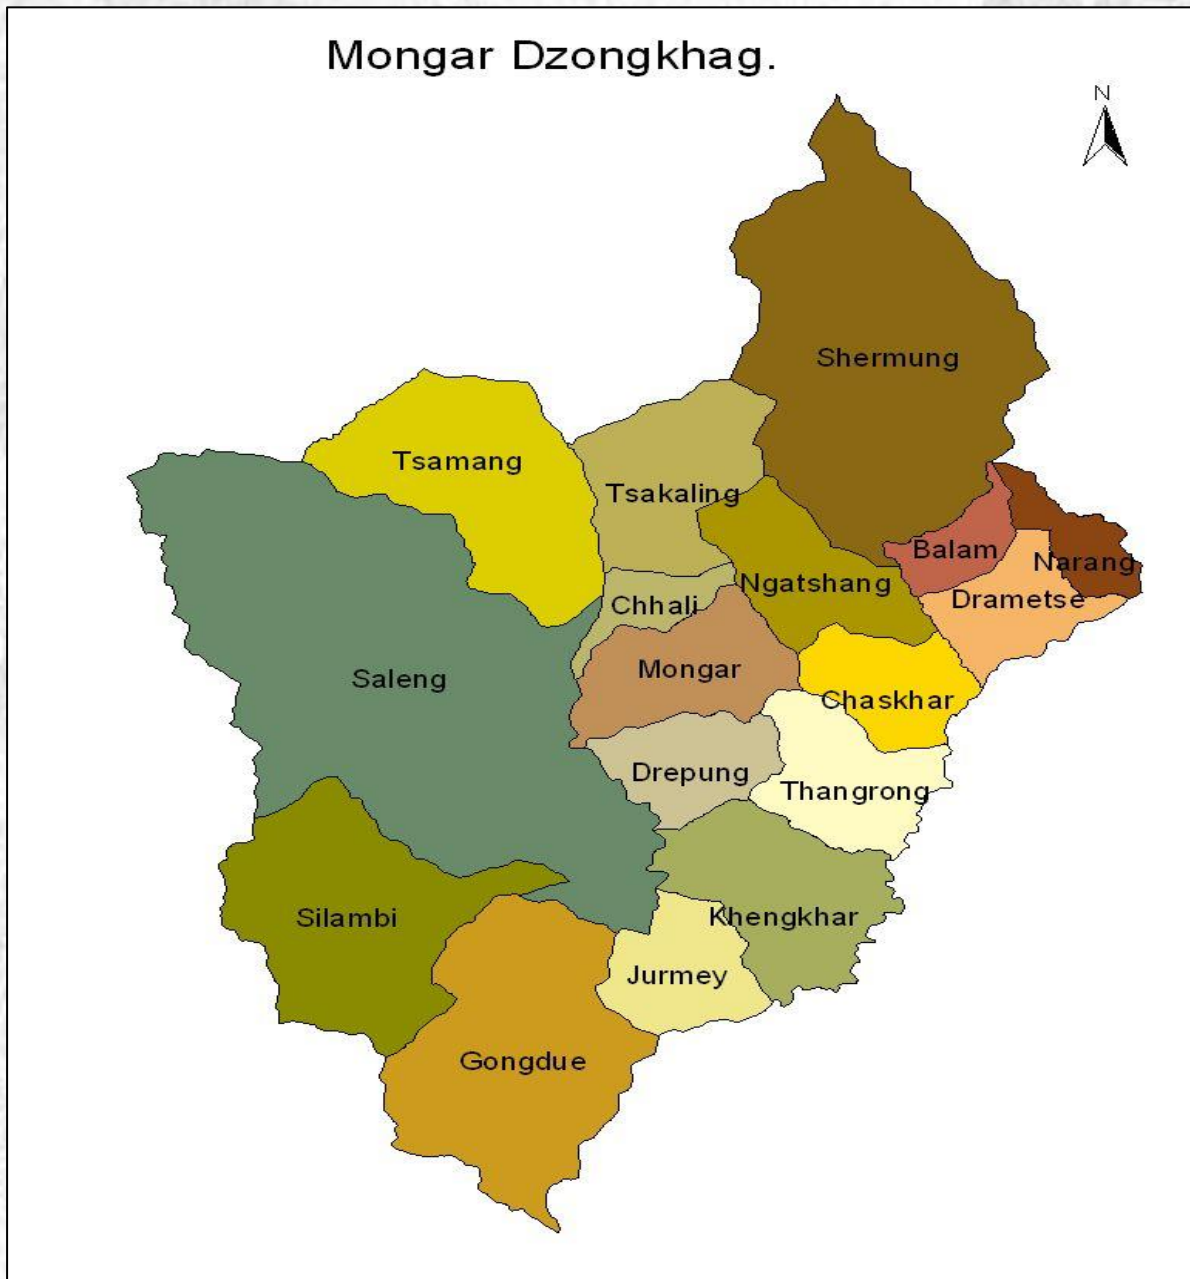 Mongar Dzongkhag.
N
Shermung
Tsamang
Tsakaling
Balam
Narang
Ngatshang
Drametse
Chhali
Mongar
Saleng
Chaskhar
Drepung
Thangrong
Silambi
Khengkhar
Jurmey
Gongdue